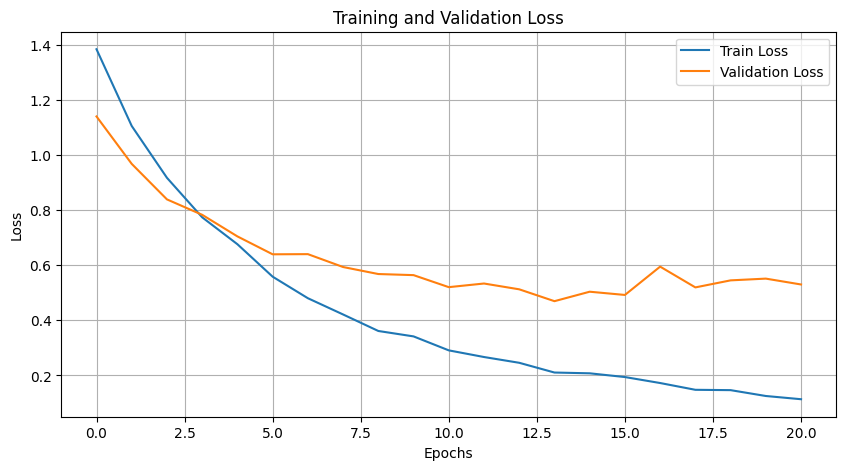 Training and Validation Loss
Train Loss
Validation Loss
Loss
1.4
1.2
1.0
0.8
0.6
0.4
0.2
0.0 2.5 5.0 7.5 10.0 12.5 15.0 17.5 20.0
Epochs